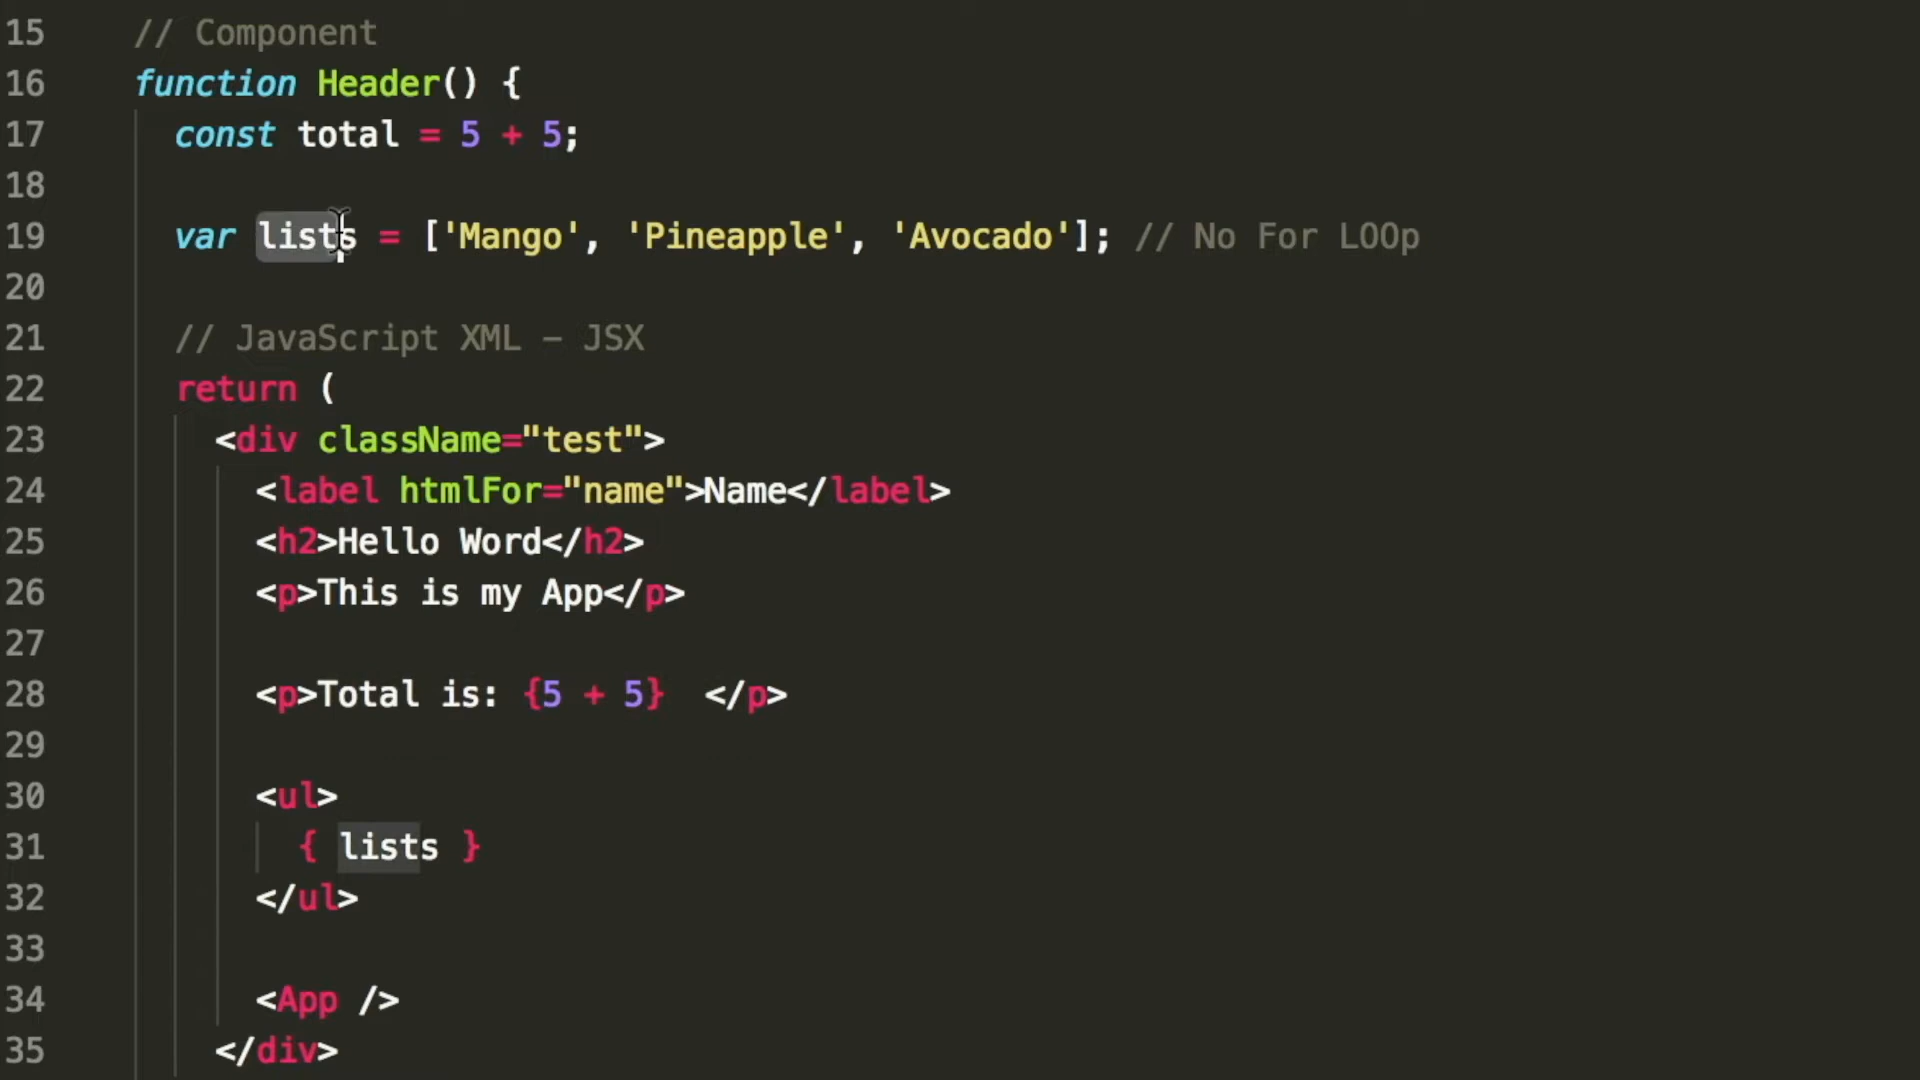 15 // Component
16 function Header() {
17 const total = 5 + 5;
18
19 var lists = ['Mango', 'Pineapple', 'Avocado']; // No For LOOp
20
21 // JavaScript XML – JSX
22 return (
23 <div className="test">
24 <label htmlFor="name">Name</label>
25 <h2>Hello Word</h2>
26 <p>This is my App</p>
27
28 <p>Total is: {5 + 5}  </p>
29
30 <ul>
31 { lists }
32 </ul>
33
34 <App />
35 </div>